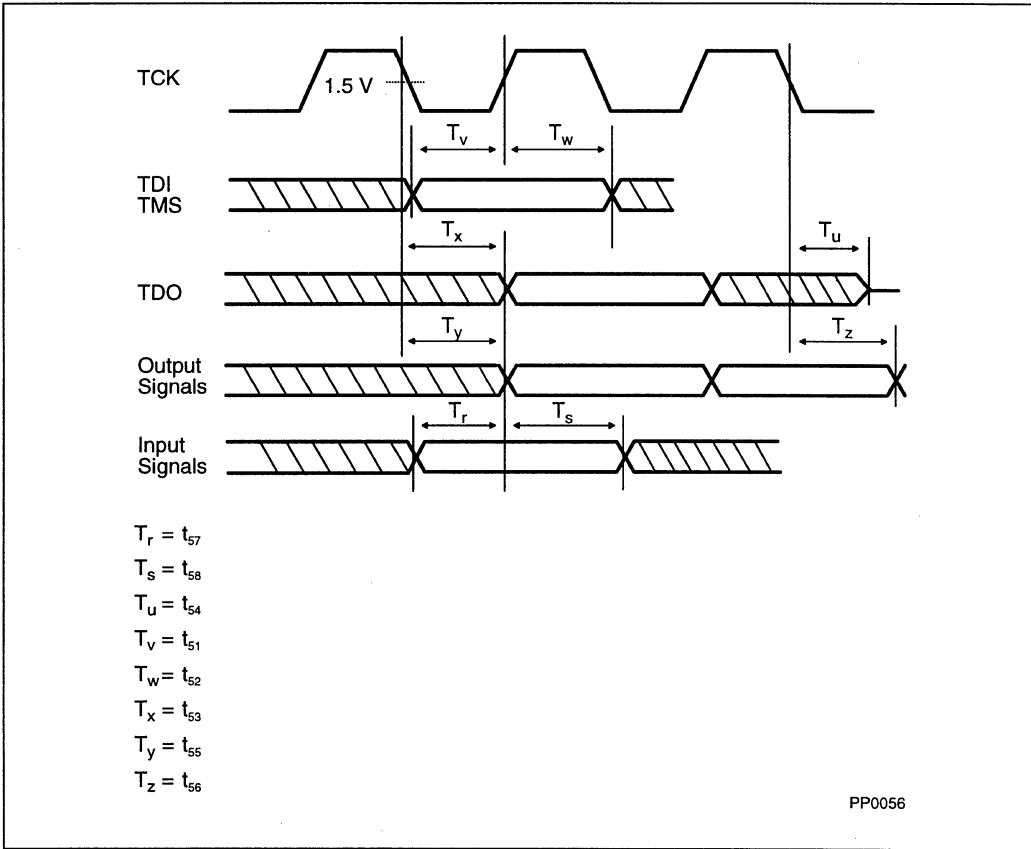 TCK
1.5 V
Tv
Tw
TDI
TMS
Tx
Tu
TDO
Ty
Tz
Output
Signals
Tr
Ts
Input
Signals
Tr = t57
Ts = t58
Tu = t54
Tv = t51
Tw = t52
Tx = t53
Ty = t55
Tz = t56
PP0056